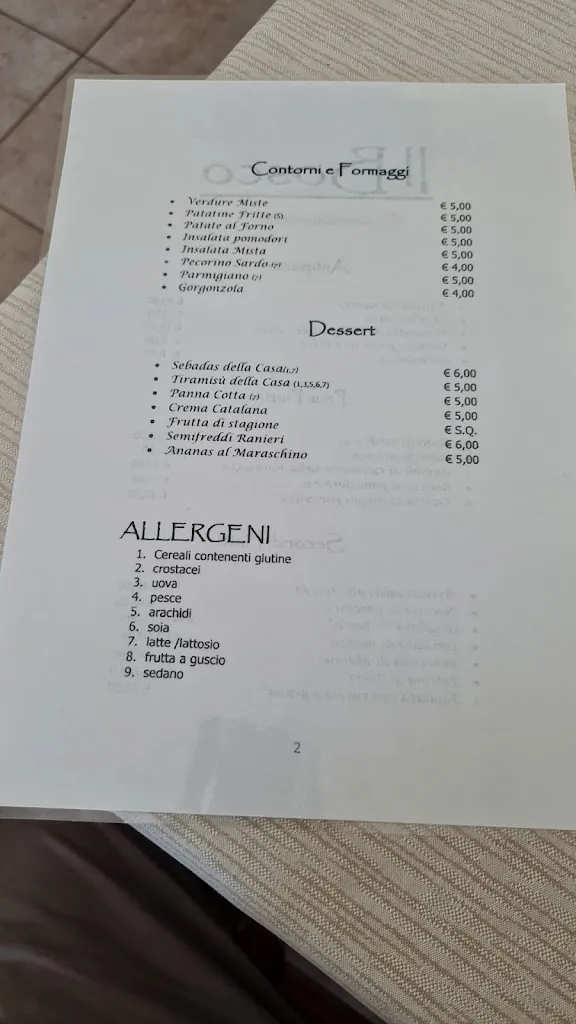 Contorni e Formaggi
• Verdure Miste € 5,00
• Patatine Fritte (5) € 5,00
• Patate al Forno € 5,00
• Insalata pomodori € 5,00
• Insalata Mista € 5,00
• Pecorino Sardo (7) € 4,00
• Parmigiano (7) € 5,00
• Gorgonzola € 4,00
Dessert
• Sebadas della Casa(1,7) € 6,00
• Tiramisù della Casa (1,3,5,6,7) € 5,00
• Panna Cotta (7) € 5,00
• Crema Catalana € 5,00
• Frutta di stagione € S.Q.
• Semifreddi Ranieri € 6,00
• Ananas al Maraschino € 5,00
ALLERGENI
1. Cereali contenenti glutine
2. crostacei
3. uova
4. pesce
5. arachidi
6. soia
7. latte /lattosio
8. frutta a guscio
9. sedano
2